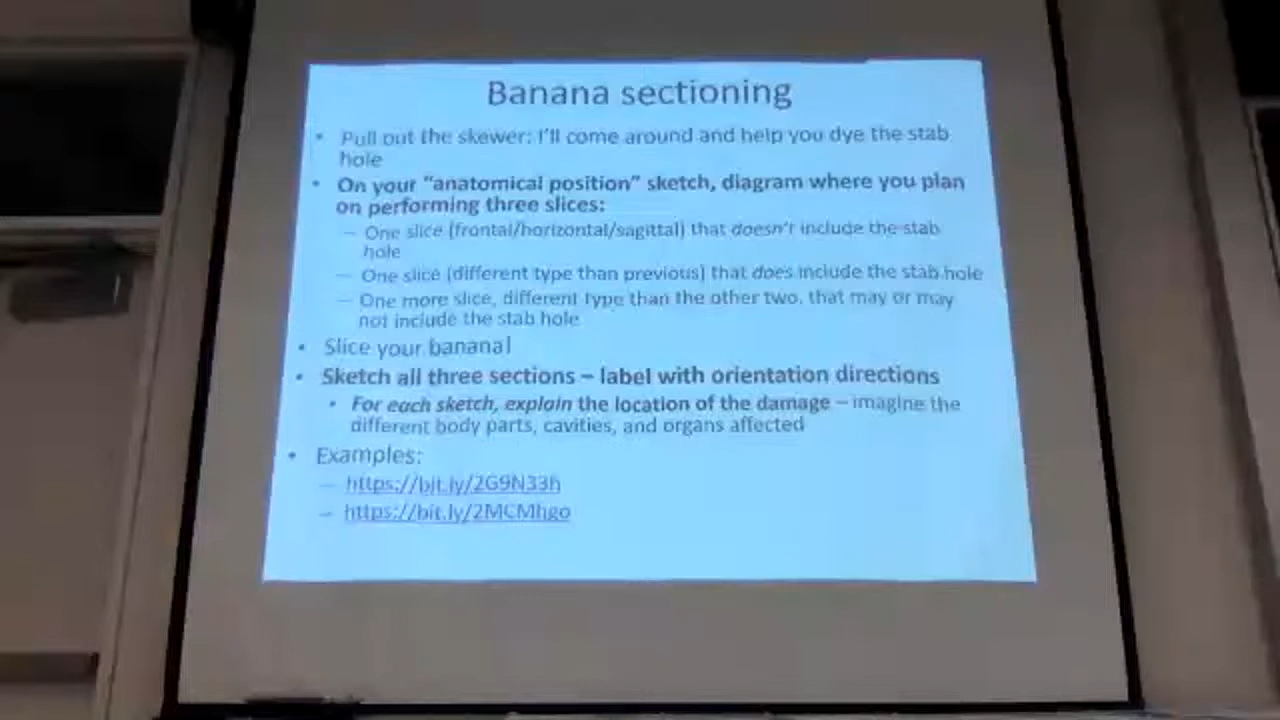 Banana sectioning
• Pull out the skewer: I'll come around and help you dye the stab
hole
• On your "anatomical position" sketch, diagram where you plan
on performing three slices:
– One slice (frontal/horizontal/sagittal) that doesn't include the stab
hole
– One slice (different type than previous) that does include the stab hole
– One more slice, different type than the other two, that may or may
not include the stab hole
• Slice your banana!
• Sketch all three sections – label with orientation directions
• For each sketch, explain the location of the damage – imagine the
different body parts, cavities, and organs affected
• Examples:
– https://bit.ly/2G9N33h
– https://bit.ly/2MCMhgo